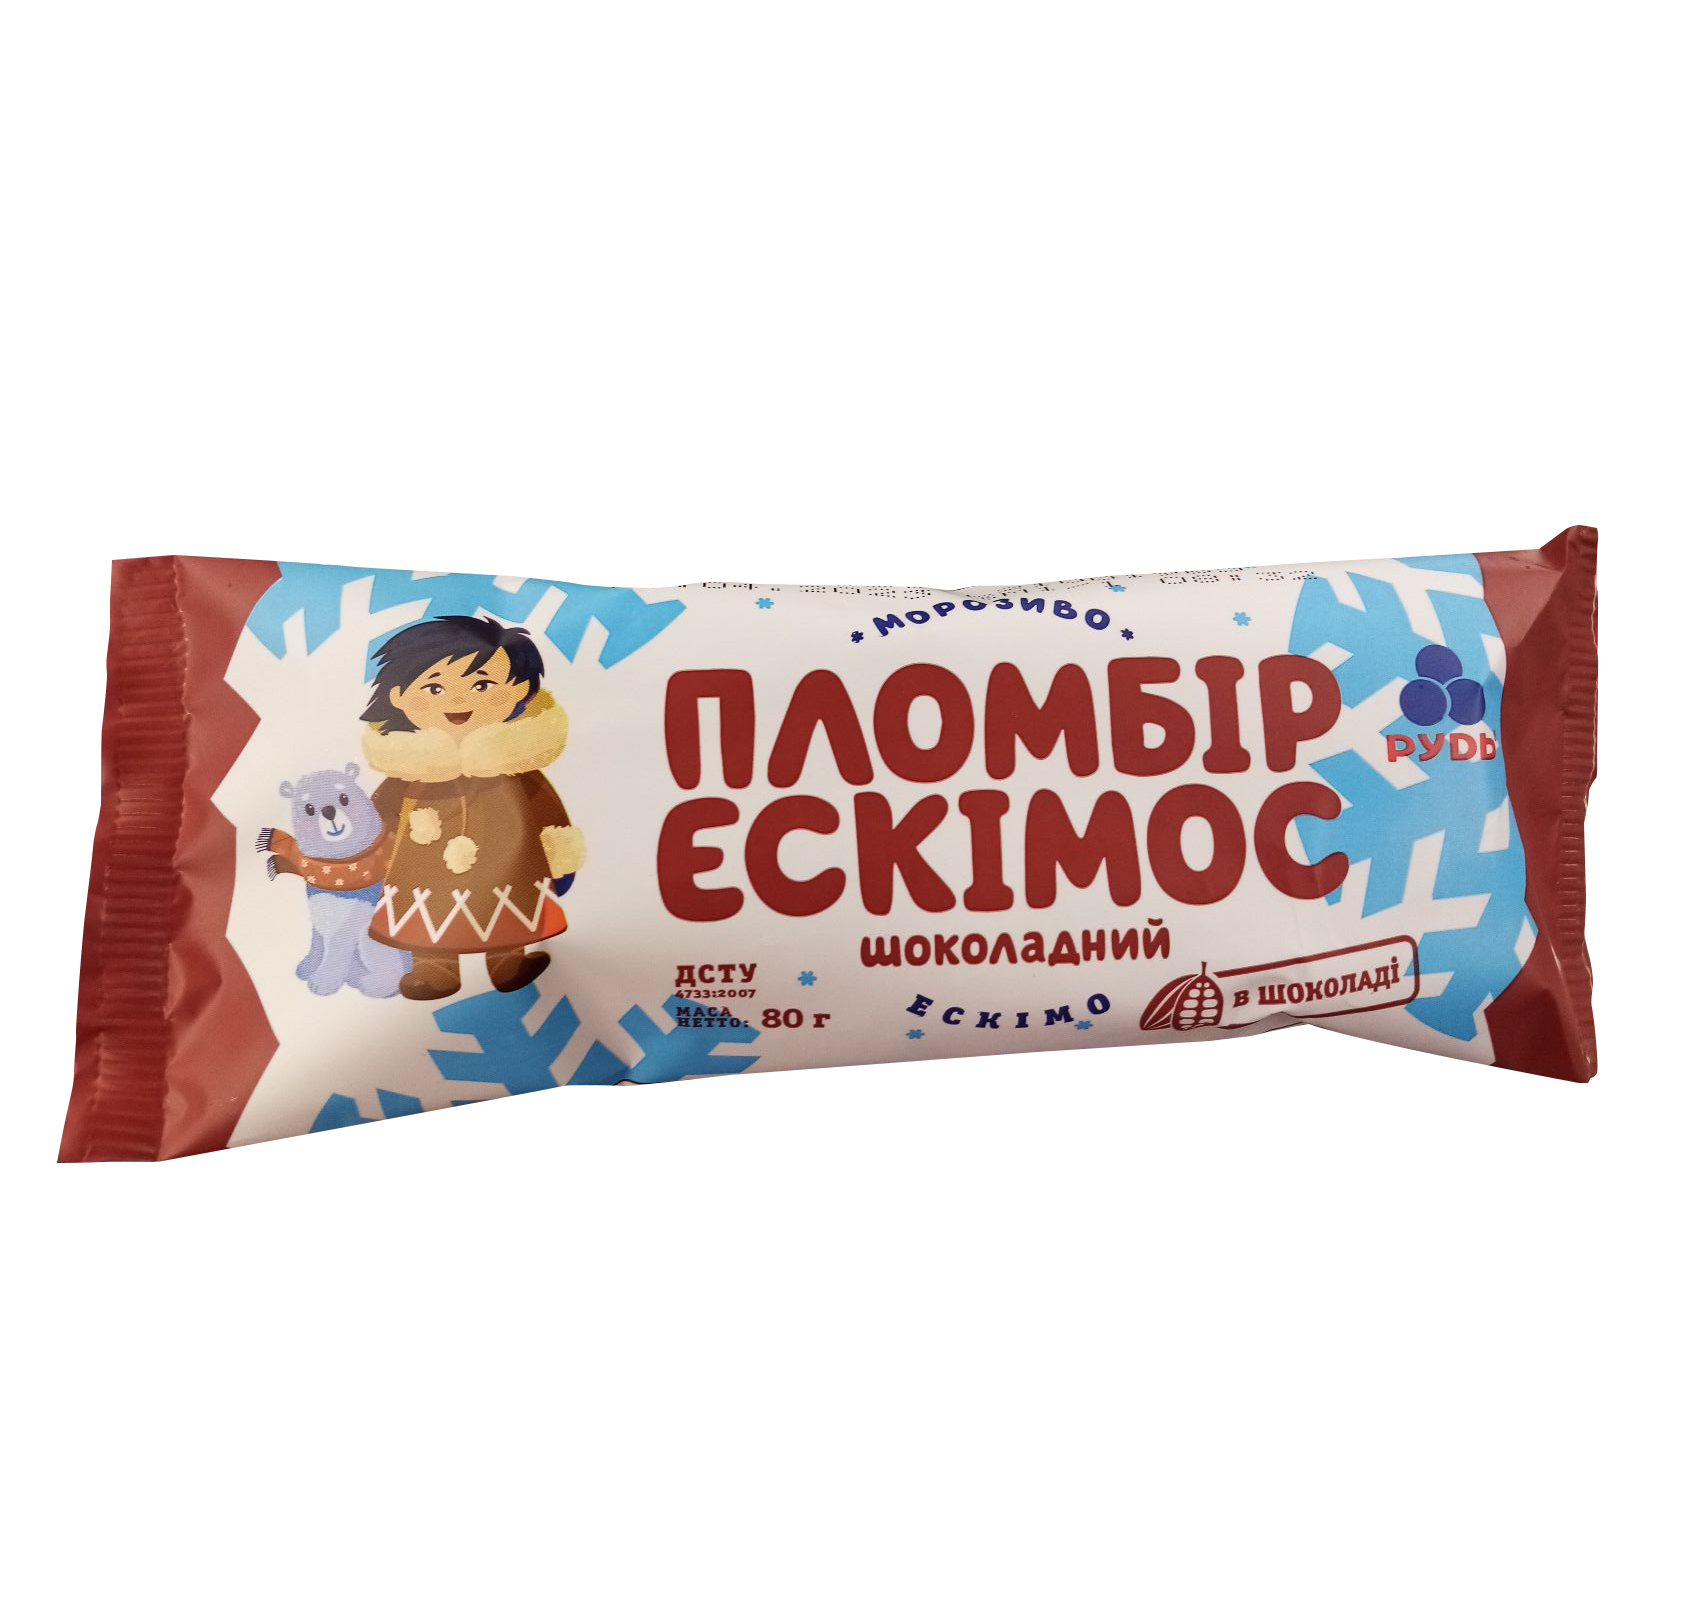 МОРОЗИВО
ПЛОМБІР
ЕСКІМОС
шоколадний
РУДЬ
ДСТУ
4733:2007
МАСА
НЕТТО: 80 г
ЕСКІМО
В ШОКОЛАДІ